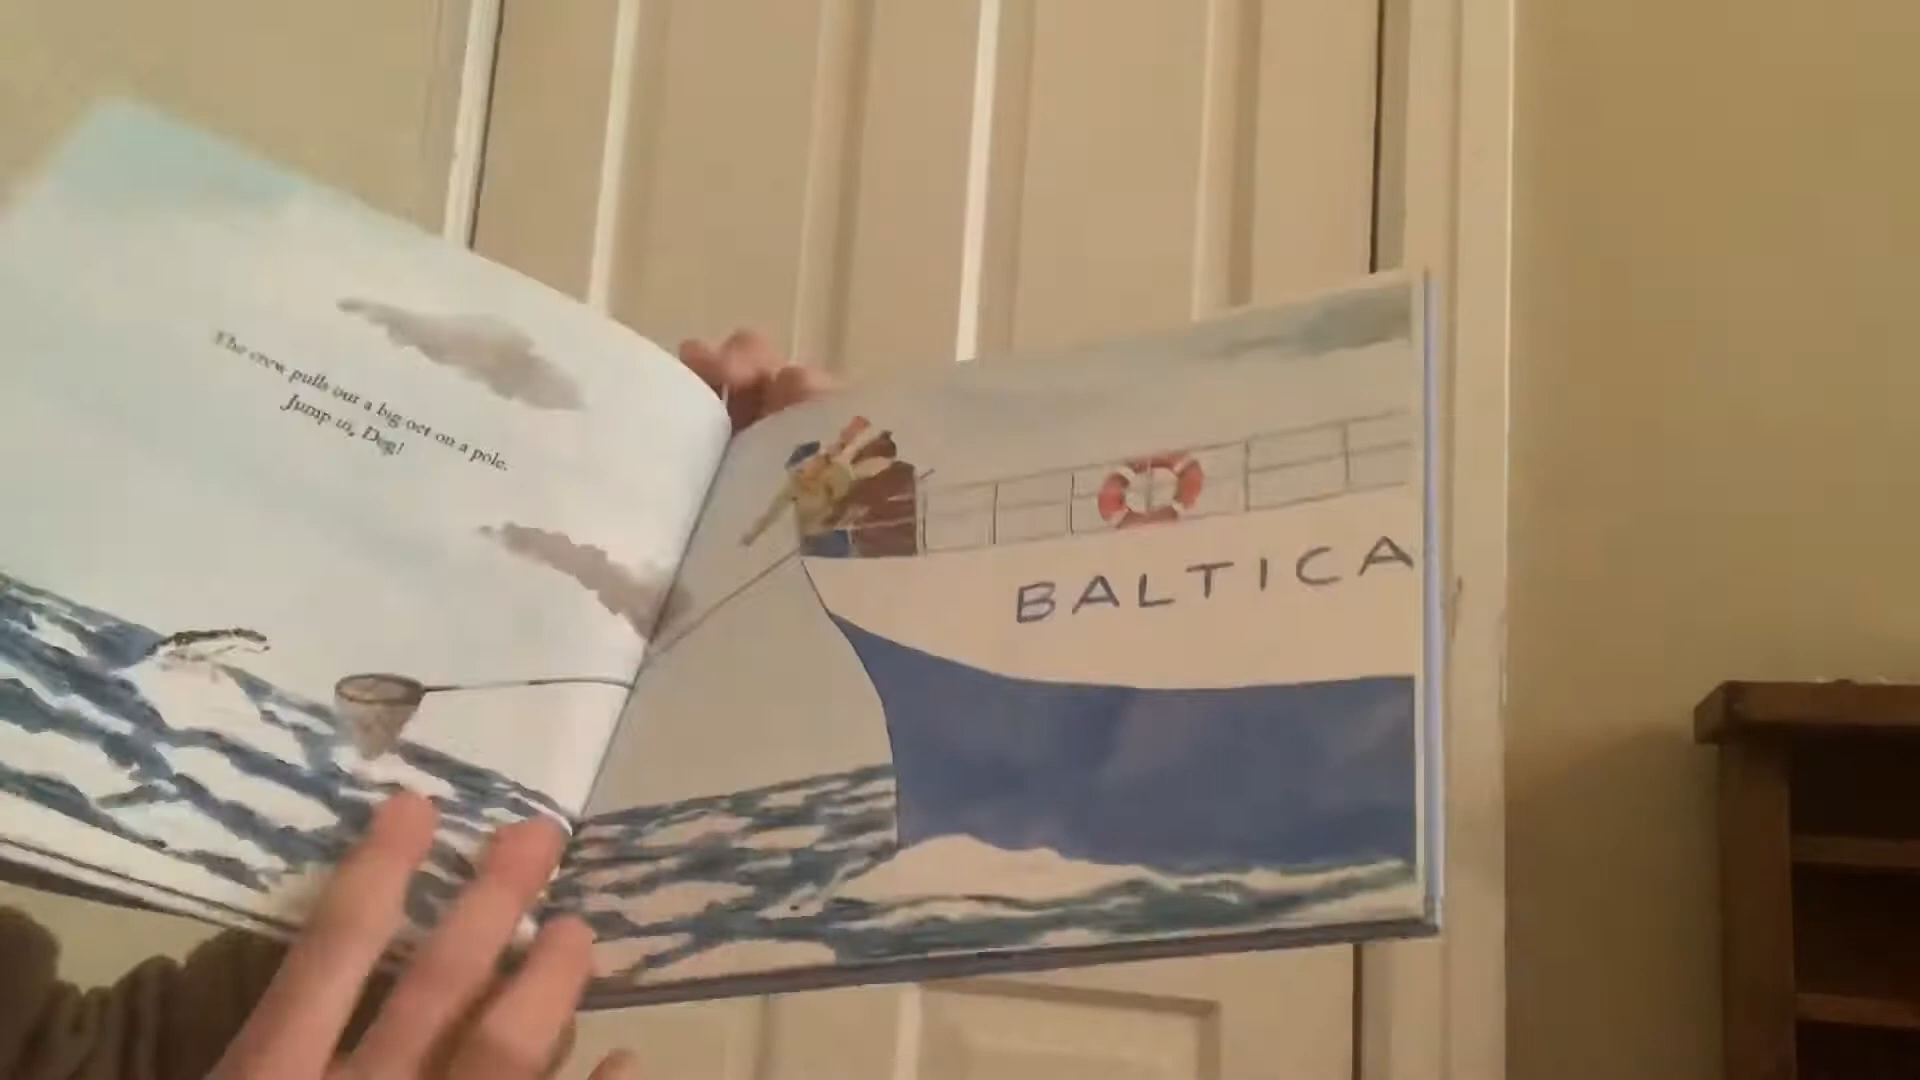 The crew pulls out a big net on a pole.
Jump in, Dog!
BALTICA